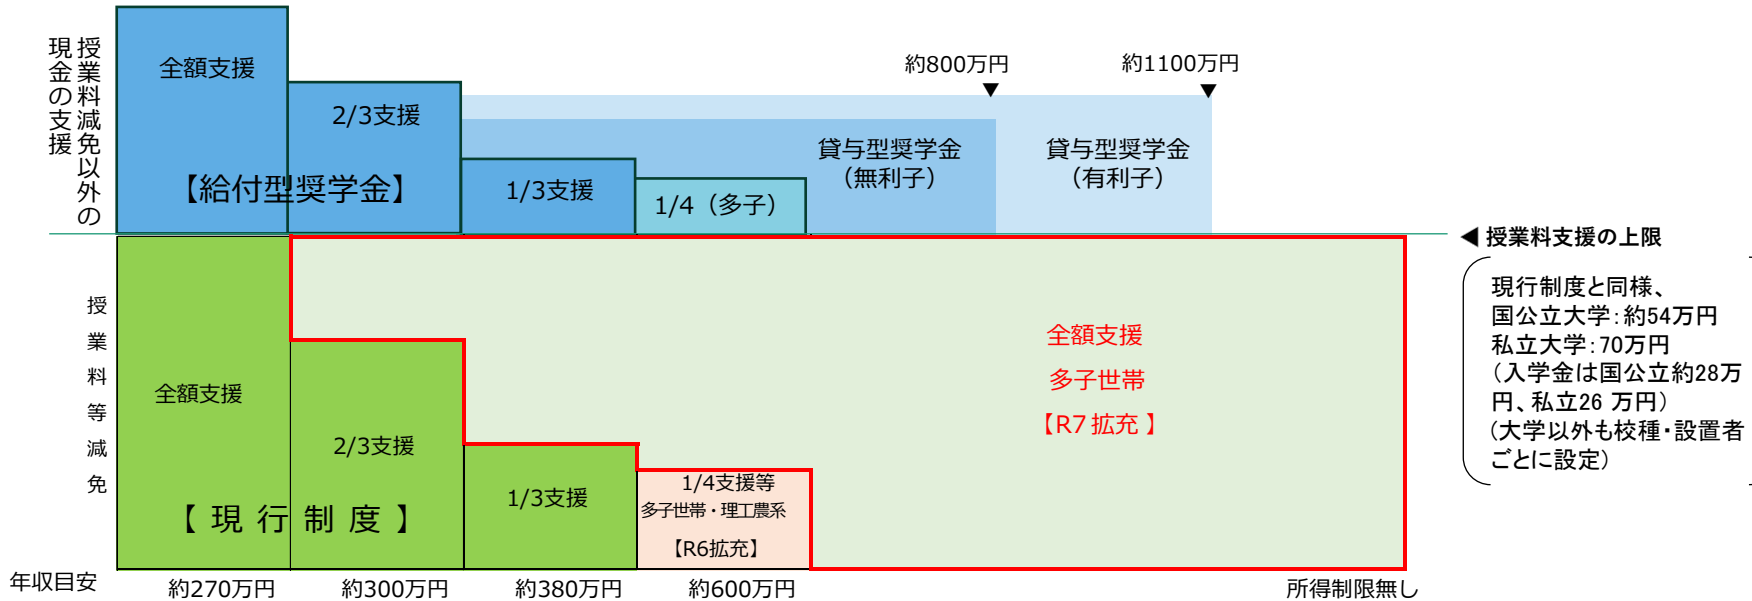 授業料減免以外の
現金の支援
全額支援
2/3支援
【給付型奨学金】
1/3支援
1/4（多子）
約800万円
約1100万円
貸与型奨学金
（無利子）
貸与型奨学金
（有利子）
◀ 授業料支援の上限
現行制度と同様、
国公立大学：約54万円
私立大学：70万円
（入学金は国公立約28万
円、私立26 万円）
（大学以外も校種・設置者
ごとに設定）
授業料等減免
全額支援
2/3支援
【 現 行 制 度 】
1/3支援
1/4支援等
多子世帯・理工農系
【R6拡充】
全額支援
多子世帯
【R7 拡充 】
年収目安
約270万円
約300万円
約380万円
約600万円
所得制限無し